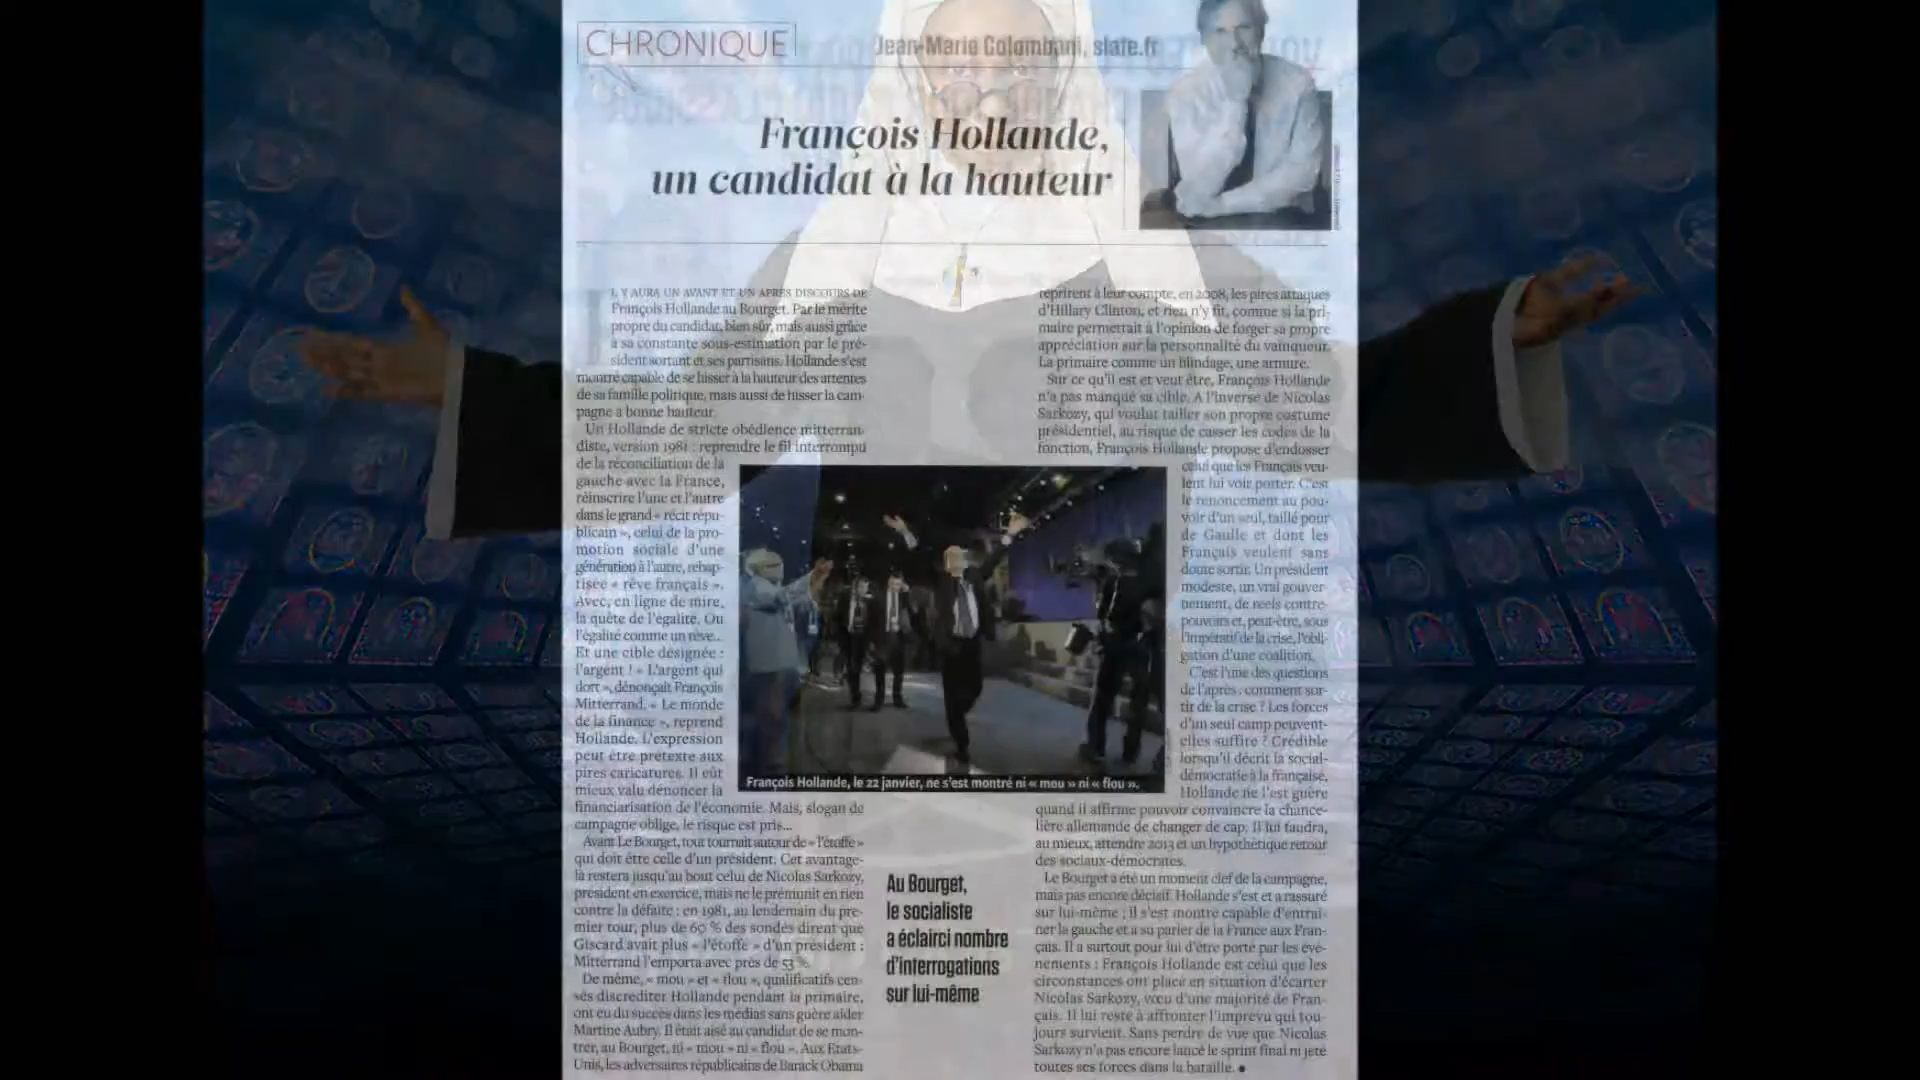 CHRONIQUE
Jean-Marie Colombani, slate.fr
François Hollande,
un candidat à la hauteur
L Y AURA UN AVANT ET UN APRÈS DISCOURS DE
François Hollande au Bourget. Par le mérite
propre du candidat, bien sûr, mais aussi grâce
à sa constante sous-estimation par le pré-
sident sortant et ses partisans. Hollande s'est
montré capable de se hisser à la hauteur des attentes
de sa famille politique, mais aussi de hisser la cam-
pagne à bonne hauteur.
Un Hollande de stricte obédience mitterran-
diste, version 1981 : reprendre le fil interrompu
de la réconciliation de la
gauche avec la France,
réinscrire l'une et l'autre
dans le grand « récit répu-
blicain », celui de la pro-
motion sociale d'une
génération à l'autre, rebap-
tisée « rêve français ».
Avec, en ligne de mire,
la quête de l'égalité. Ou
l'égalité comme un rêve...
Et une cible désignée :
l'argent ! « L'argent qui
dort », dénonçait François
Mitterrand, « Le monde
de la finance », reprend
Hollande. L'expression
peut être prétexte aux
pires caricatures. Il eût
mieux valu dénoncer la
financiarisation de l'économie. Mais, slogan de
campagne oblige, le risque est pris...
Avant Le Bourget, tout tournait autour de « l'étoffe »
qui doit être celle d'un président. Cet avantage-
là restera jusqu'au bout celui de Nicolas Sarkozy,
président en exercice, mais ne le prémunit en rien
contre la défaite : en 1981, au lendemain du pre-
mier tour, plus de 60 % des sondés dirent que
Giscard avait plus « l'étoffe » d'un président :
Mitterrand l'emporta avec près de 53 %.
De même, « mou » et « flou », qualificatifs cen-
sés discréditer Hollande pendant la primaire,
ont eu du succès dans les médias sans guère aider
Martine Aubry. Il était aisé au candidat de se mon-
trer, au Bourget, ni « mou » ni « flou ». Aux Etats-
Unis, les adversaires républicains de Barack Obama
François Hollande, le 22 janvier, ne s'est montré ni « mou » ni « flou ».
Au Bourget,
le socialiste
a éclairci nombre
d'interrogations
sur lui-même
reprirent à leur compte, en 2008, les pires attaques
d'Hillary Clinton, et rien n'y fit, comme si la pri-
maire permettait à l'opinion de forger sa propre
appréciation sur la personnalité du vainqueur.
La primaire comme un blindage, une armure.
Sur ce qu'il est et veut être, François Hollande
n'a pas manqué sa cible. A l'inverse de Nicolas
Sarkozy, qui voulut tailler son propre costume
présidentiel, au risque de casser les codes de la
fonction, François Hollande propose d'endosser
celui que les Français veu-
lent lui voir porter. C'est
le renoncement au pou-
voir d'un seul, taillé pour
de Gaulle et dont les
Français veulent sans
doute sortir. Un président
modeste, un vrai gouver-
nement, de réels contre-
pouvoirs et, peut-être, sous
l'impératif de la crise, l'obli-
gation d'une coalition.
C'est l'une des questions
de l'après : comment sor-
tir de la crise ? Les forces
d'un seul camp peuvent-
elles suffire ? Crédible
lorsqu'il décrit la social-
démocratie à la française,
Hollande ne l'est guère
quand il affirme pouvoir convaincre la chance-
lière allemande de changer de cap. Il lui faudra,
au mieux, attendre 2013 et un hypothétique retour
des sociaux-démocrates.
Le Bourget a été un moment clef de la campagne,
mais pas encore décisif. Hollande s'est et a rassuré
sur lui-même ; il s'est montré capable d'entraî-
ner la gauche et a su parler de la France aux Fran-
çais. Il a surtout pour lui d'être porté par les évé-
nements : François Hollande est celui que les
circonstances ont placé en situation d'écarter
Nicolas Sarkozy, vœu d'une majorité de Fran-
çais. Il lui reste à affronter l'imprévu qui tou-
jours survient. Sans perdre de vue que Nicolas
Sarkozy n'a pas encore lancé le sprint final ni jeté
toutes ses forces dans la bataille. ●